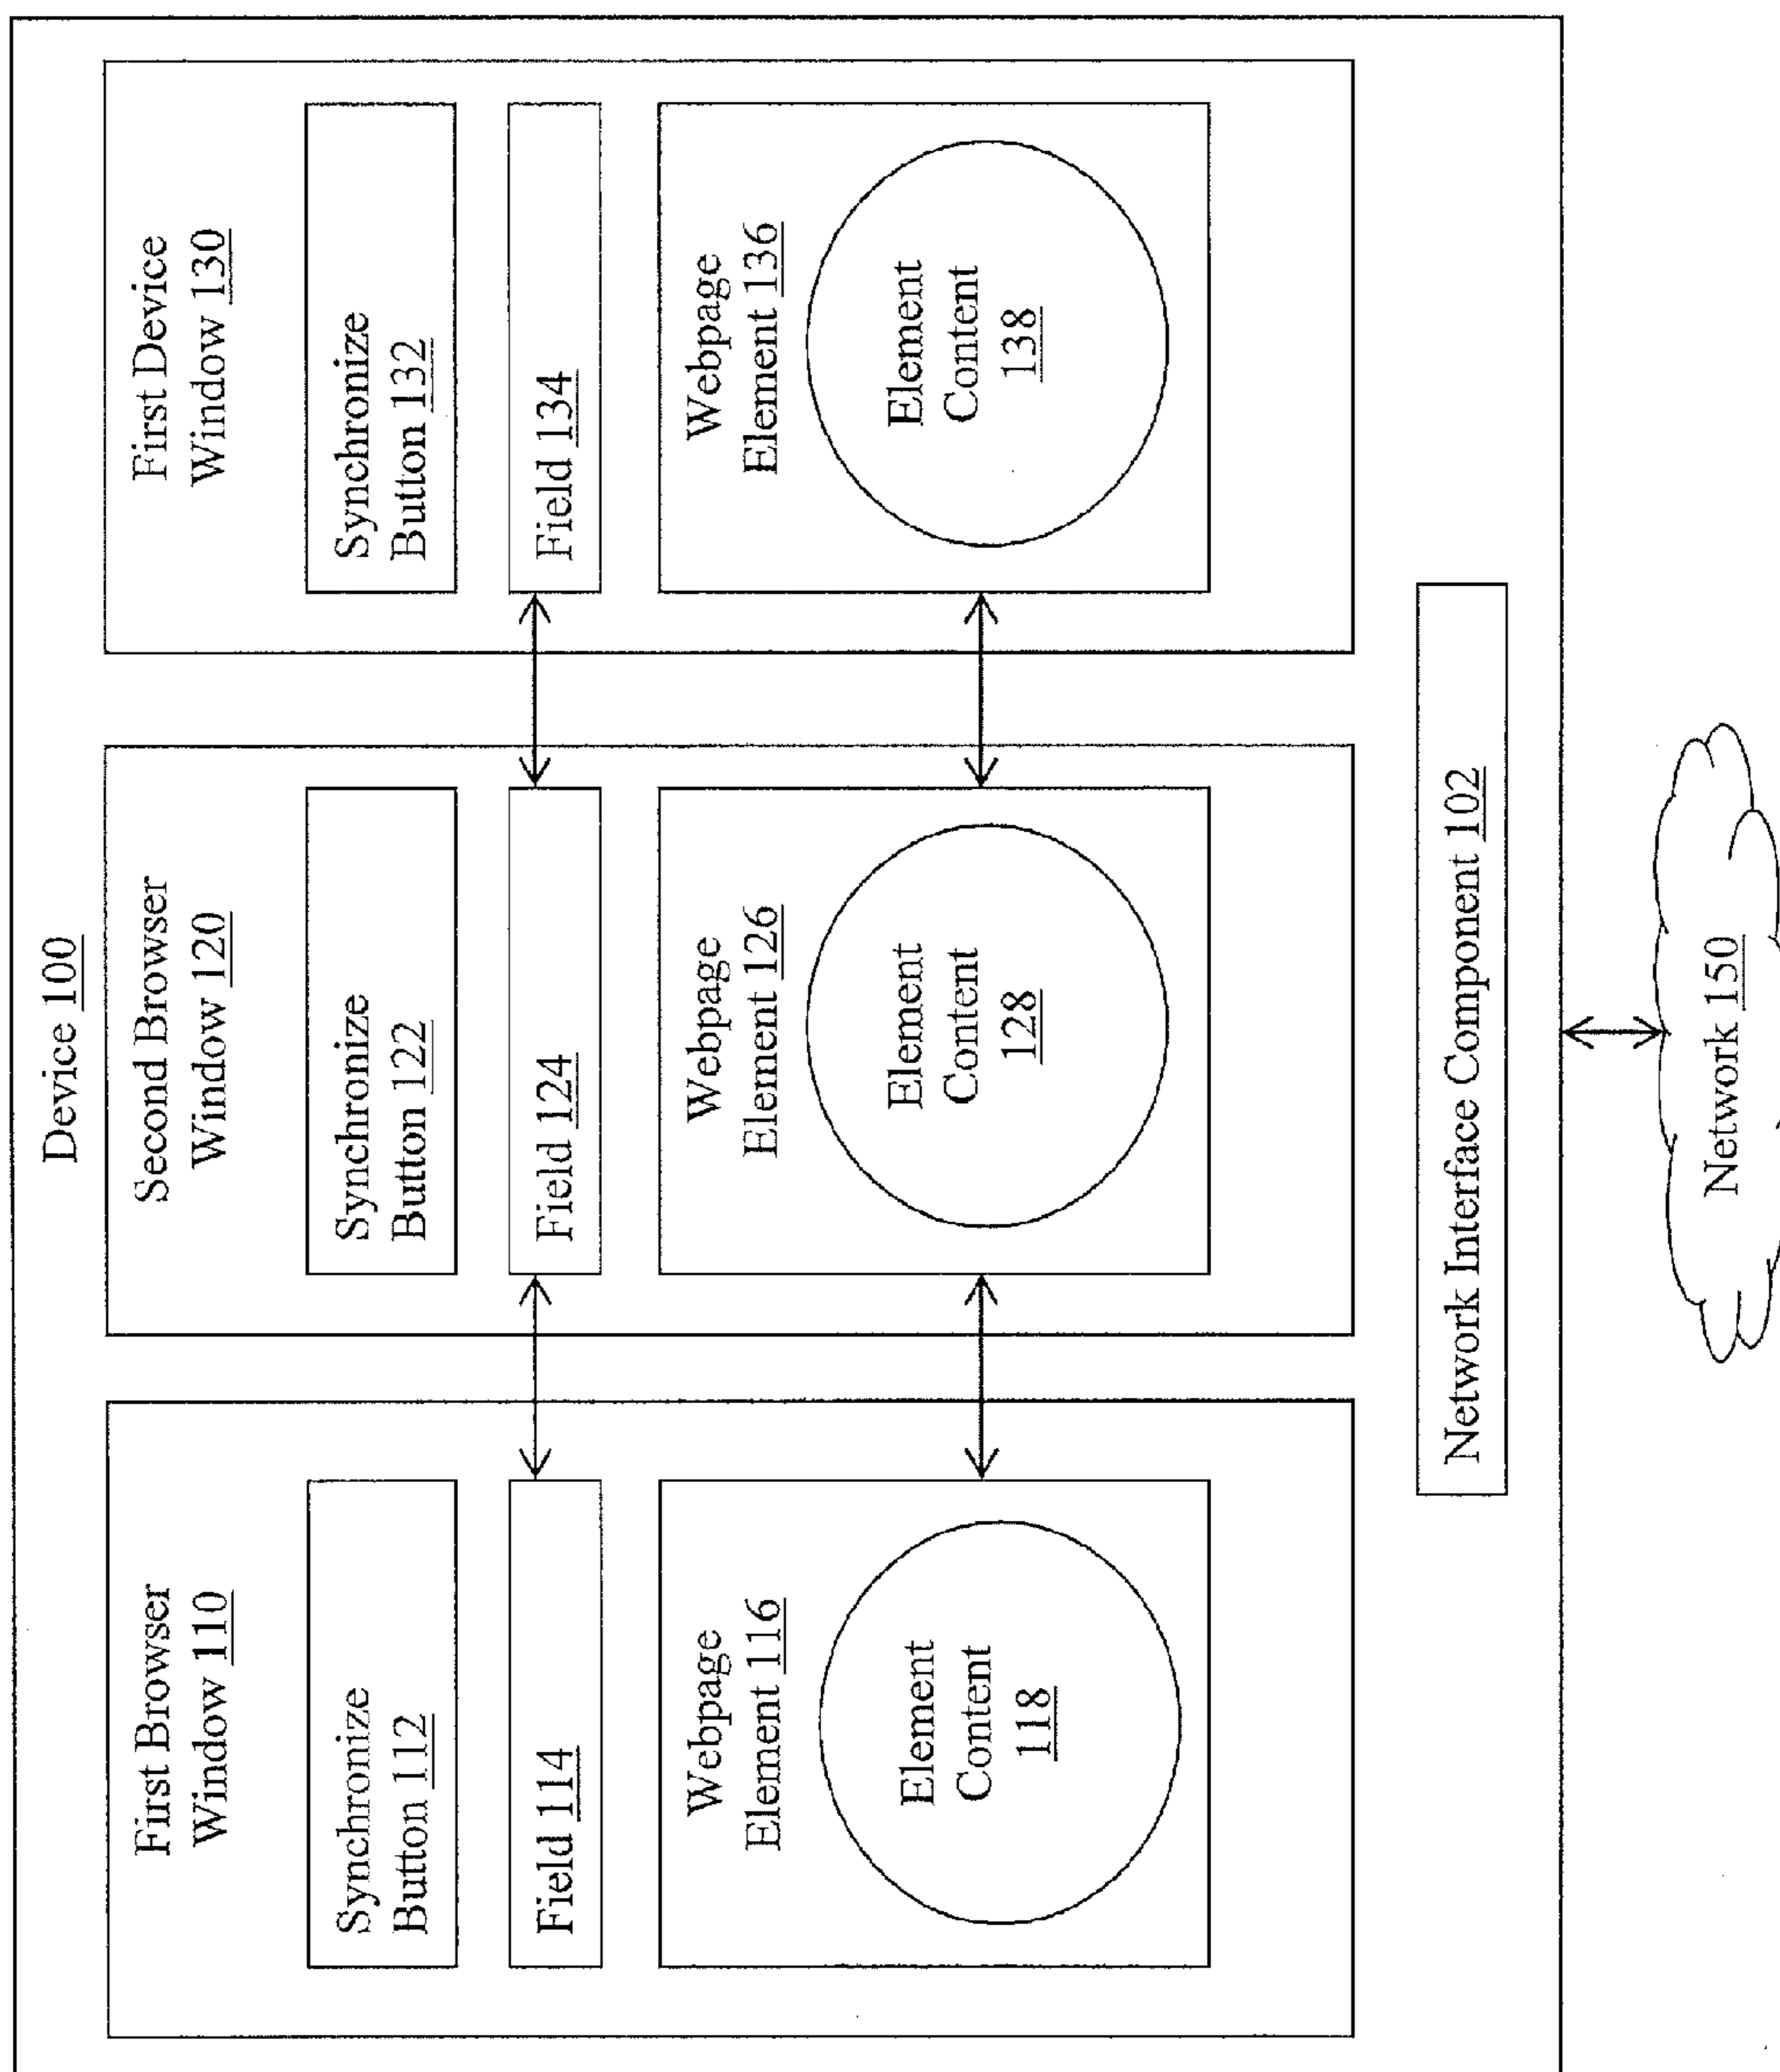 Device 100
First Browser
Window 110
Synchronize
Button 112
Field 114
Webpage
Element 116
Element
Content
118
Second Browser
Window 120
Synchronize
Button 122
Field 124
Webpage
Element 126
Element
Content
128
First Device
Window 130
Synchronize
Button 132
Field 134
Webpage
Element 136
Element
Content
138
Network Interface Component 102
Network 150